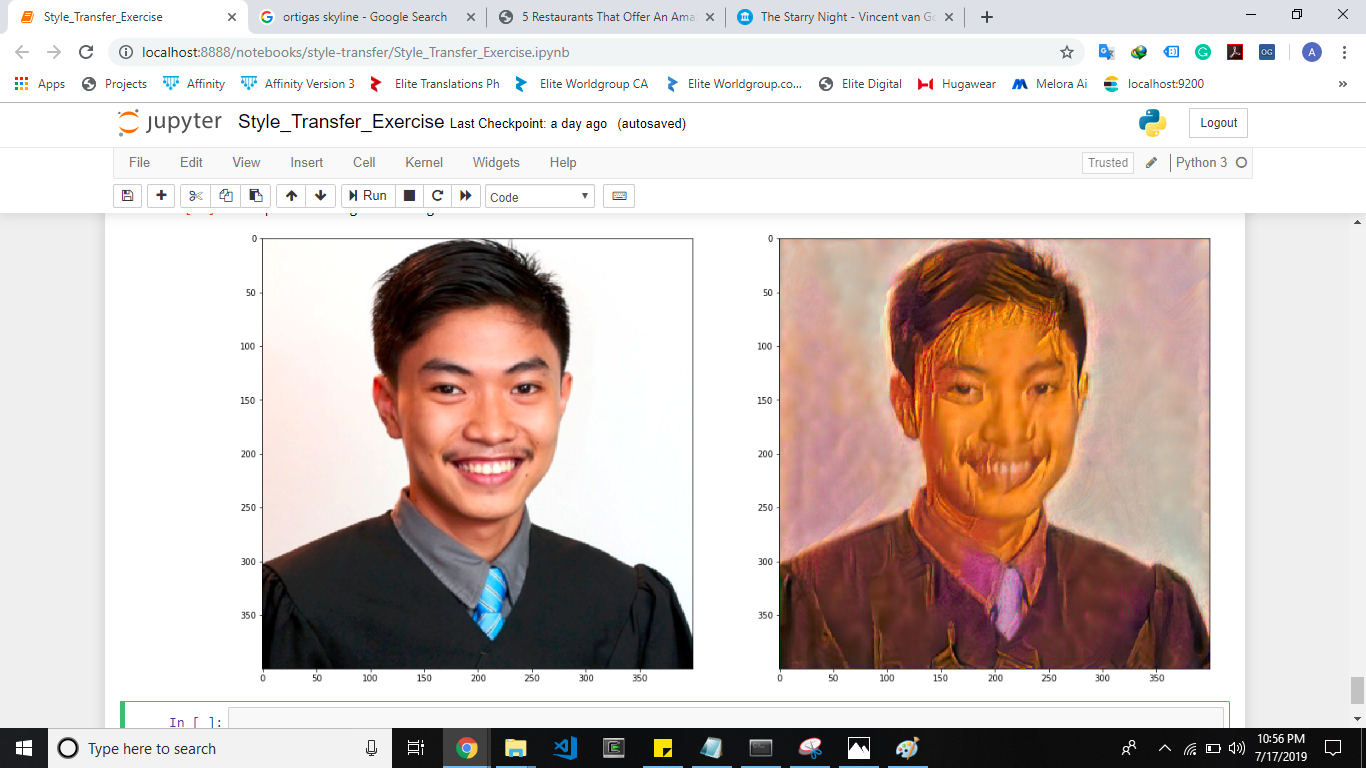 Style_Transfer_Exercise
ortigas skyline - Google Search
5 Restaurants That Offer An Ama
The Starry Night - Vincent van Go
localhost:8888/notebooks/style-transfer/Style_Transfer_Exercise.ipynb
OG
A
Apps Projects Affinity Affinity Version 3 Elite Translations Ph Elite Worldgroup CA Elite Worldgroup.co... Elite Digital Hugawear Melora Ai localhost:9200 »
jupyter Style_Transfer_Exercise Last Checkpoint: a day ago (autosaved) Logout
File Edit View Insert Cell Kernel Widgets Help Trusted Python 3
Run Code
0
50
100
150
200
250
300
350
0 50 100 150 200 250 300 350
0
50
100
150
200
250
300
350
0 50 100 150 200 250 300 350
In [ ]:
Type here to search
10:56 PM
7/17/2019